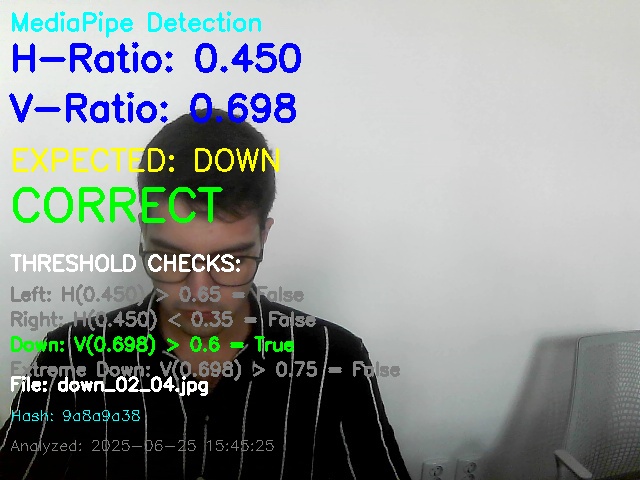 MediaPipe Detection
H-Ratio: 0.450
V-Ratio: 0.698
EXPECTED: DOWN
CORRECT
THRESHOLD CHECKS:
Left: H(0.450) > 0.65 = False
Right: H(0.450) < 0.35 = False
Down: V(0.698) > 0.6 = True
Extreme Down: V(0.698) > 0.75 = False
File: down_02_04.jpg
Hash: 9a8a9a38
Analyzed: 2025-06-25 15:45:25